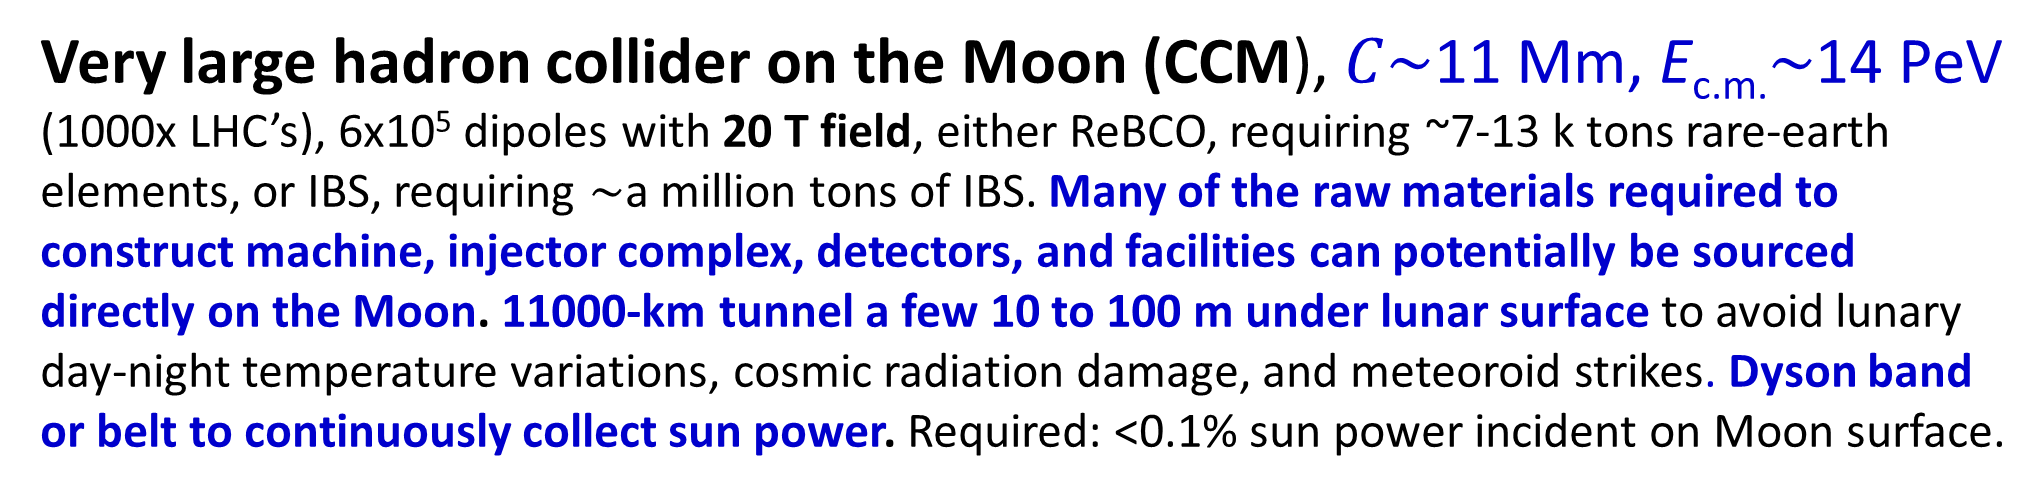 Very large hadron collider on the Moon (CCM), C~11 Mm, Ec.m.~14 PeV
(1000x LHC's), 6x10⁵ dipoles with 20 T field, either ReBCO, requiring ~7-13 k tons rare-earth
elements, or IBS, requiring ~a million tons of IBS. Many of the raw materials required to
construct machine, injector complex, detectors, and facilities can potentially be sourced
directly on the Moon. 11000-km tunnel a few 10 to 100 m under lunar surface to avoid lunary
day-night temperature variations, cosmic radiation damage, and meteoroid strikes. Dyson band
or belt to continuously collect sun power. Required: <0.1% sun power incident on Moon surface.